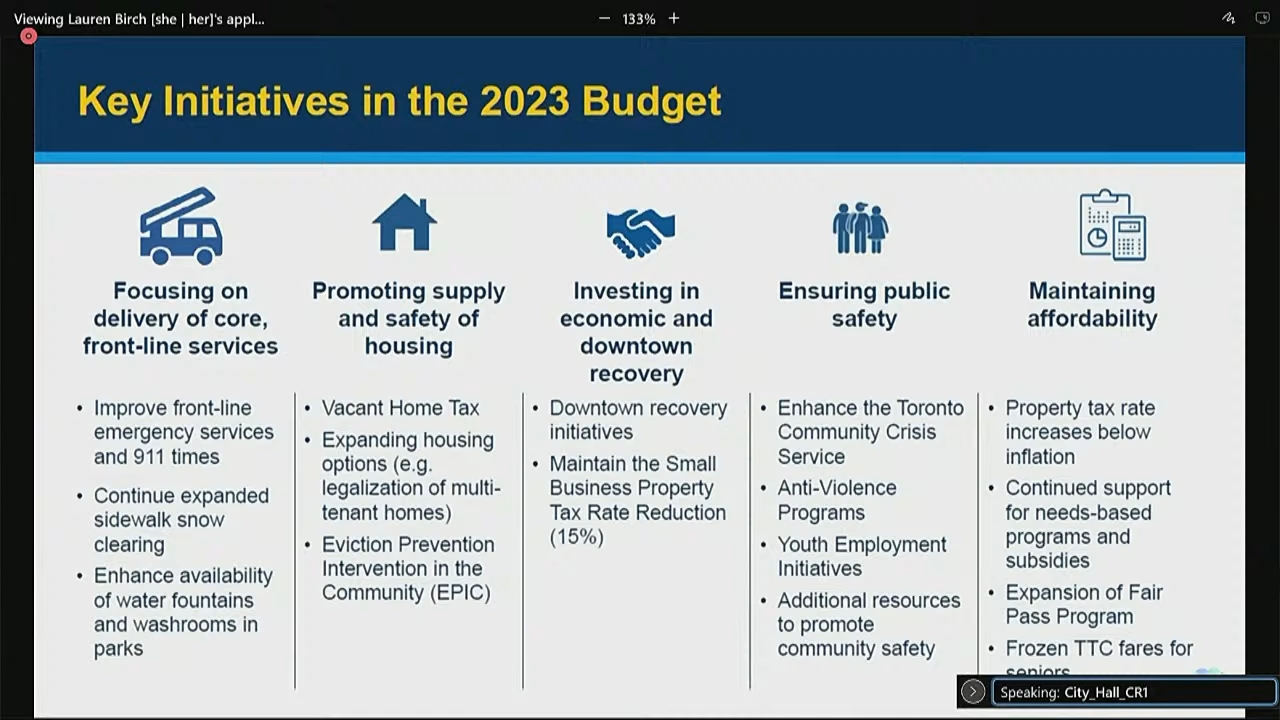 Viewing Lauren Birch [she | her]'s appl...
133%
Key Initiatives in the 2023 Budget
Focusing on
delivery of core,
front-line services
• Improve front-line
emergency services
and 911 times
• Continue expanded
sidewalk snow
clearing
• Enhance availability
of water fountains
and washrooms in
parks
Promoting supply
and safety of
housing
• Vacant Home Tax
• Expanding housing
options (e.g.
legalization of multi-
tenant homes)
• Eviction Prevention
Intervention in the
Community (EPIC)
Investing in
economic and
downtown
recovery
• Downtown recovery
initiatives
• Maintain the Small
Business Property
Tax Rate Reduction
(15%)
Ensuring public
safety
• Enhance the Toronto
Community Crisis
Service
• Anti-Violence
Programs
• Youth Employment
Initiatives
• Additional resources
to promote
community safety
Maintaining
affordability
• Property tax rate
increases below
inflation
• Continued support
for needs-based
programs and
subsidies
• Expansion of Fair
Pass Program
• Frozen TTC fares for
seniors
Speaking: City_Hall_CR1